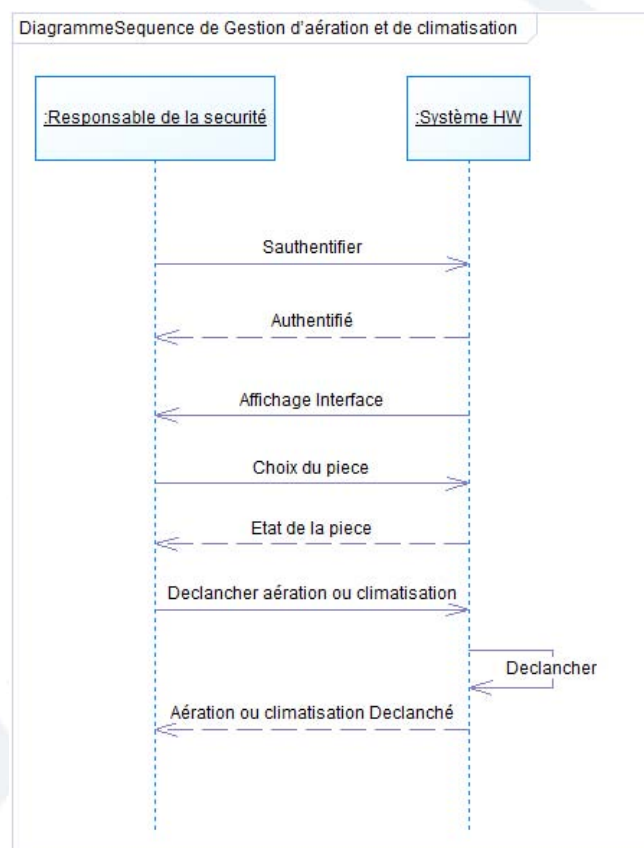 DiagrammeSequence de Gestion d'aération et de climatisation
:Responsable de la securité
:Système HW
Sauthentifier
Authentifié
Affichage Interface
Choix du piece
Etat de la piece
Declancher aération ou climatisation
Declancher
Aération ou climatisation Declanché